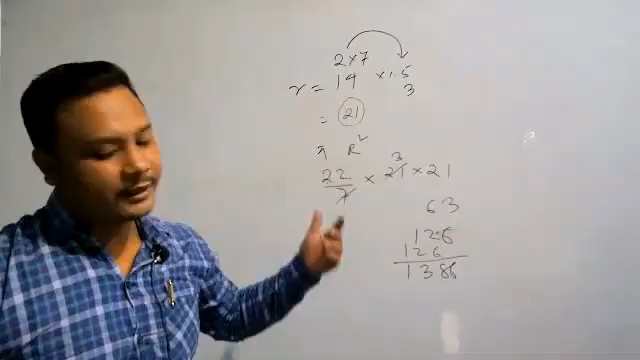 2 × 7
r = 14 × 1.5
3
= 21
π R²
3
22/7 × 21 × 21
63
126
126
1386